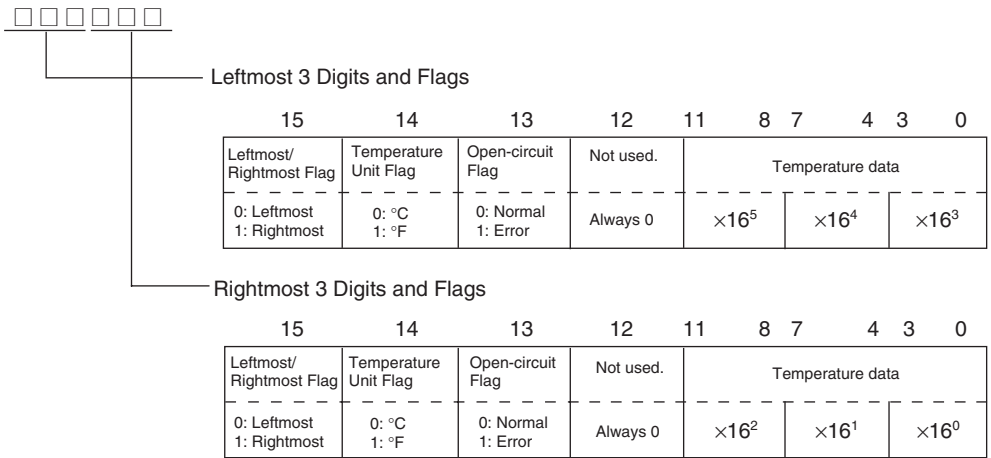 □□□□□□
Leftmost 3 Digits and Flags
15 14 13 12 11 8 7 4 3 0
Leftmost/ Rightmost Flag Temperature Unit Flag Open-circuit Flag Not used. Temperature data
0: Leftmost 1: Rightmost 0: °C 1: °F 0: Normal 1: Error Always 0 ×16⁵ ×16⁴ ×16³
Rightmost 3 Digits and Flags
15 14 13 12 11 8 7 4 3 0
Leftmost/ Rightmost Flag Temperature Unit Flag Open-circuit Flag Not used. Temperature data
0: Leftmost 1: Rightmost 0: °C 1: °F 0: Normal 1: Error Always 0 ×16² ×16¹ ×16⁰